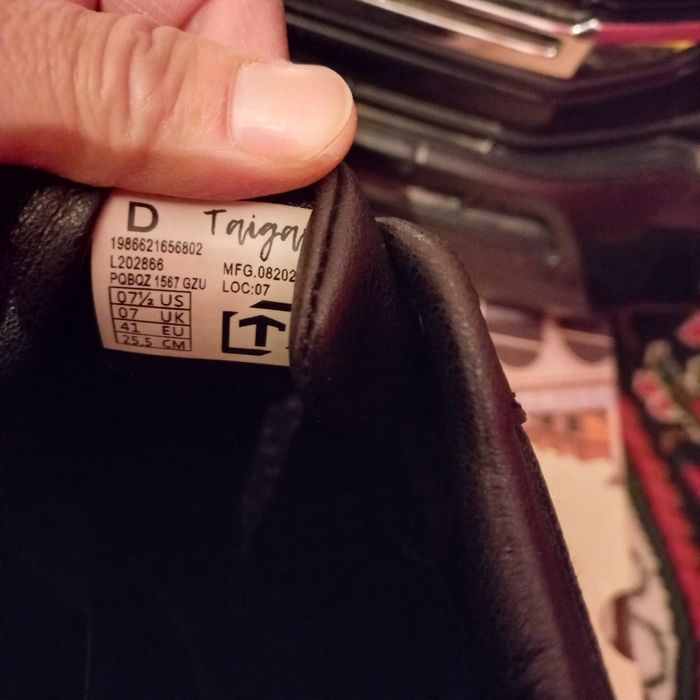 D Taiga
1986621656802
L202866 MFG.08202
PQBQZ 1567 GZU LOC:07
07½ US
07 UK
41 EU
25.5 CM